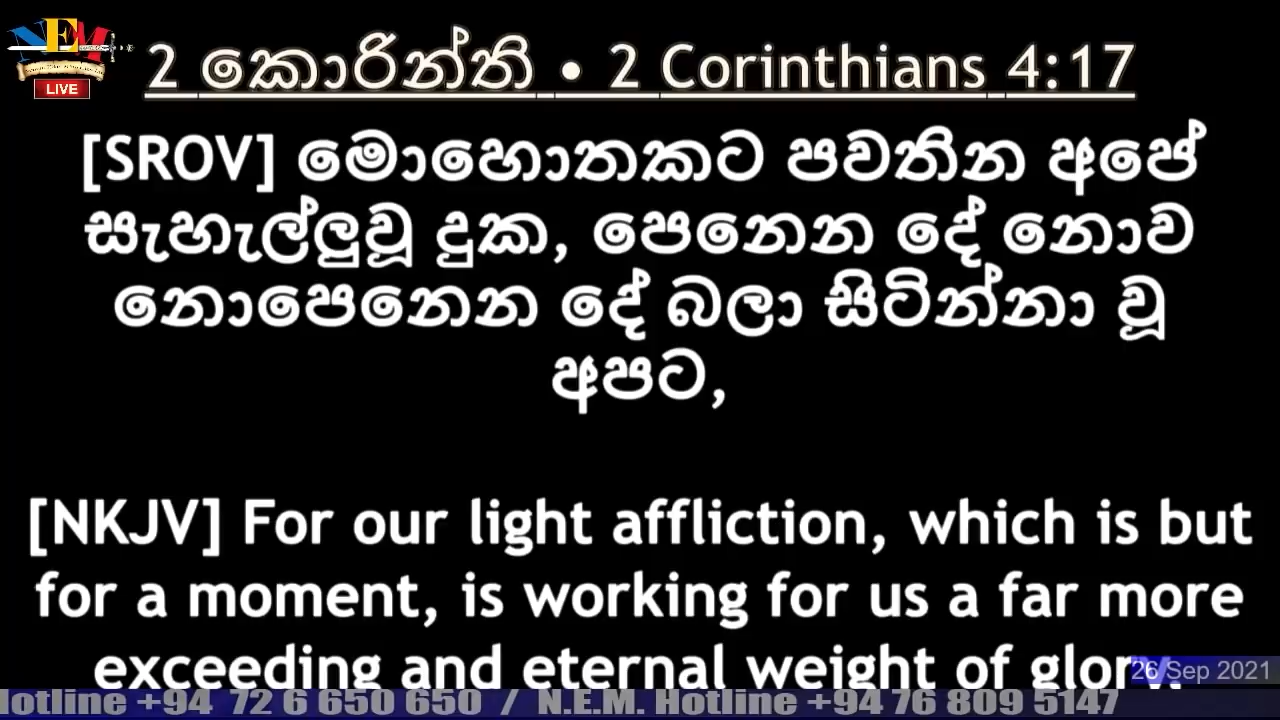 NEM
LIVE
2 කොරින්ති • 2 Corinthians 4:17
[SROV] මොහොතකට පවතින අපේ
සැහැල්ලුවූ දුක, පෙනෙන දේ නොව
නොපෙනෙන දේ බලා සිටින්නා වූ
අපට,
[NKJV] For our light affliction, which is but
for a moment, is working for us a far more
exceeding and eternal weight of glory,
26 Sep 2021
Hotline +94 72 6 650 650 / N.E.M. Hotline +94 76 809 5147